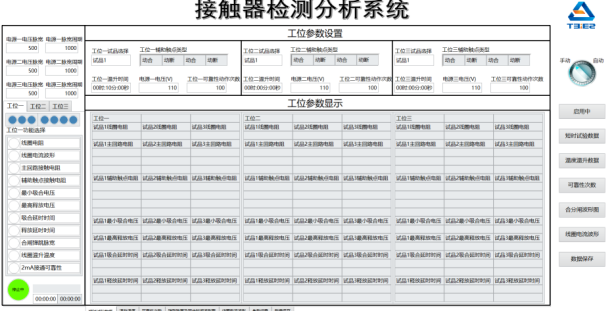 接触器检测分析系统
T3-E2
工位参数设置
电源一电压脉宽 电源一脉宽周期
500 1000
电源二电压脉宽 电源二脉宽周期
500 1000
电源三电压脉宽 电源三脉宽周期
500 1000
工位一试品选择 工位一辅助触点类型
试品1 动合 动断 动合 动断
工位一温升时间 电源一电压(V) 工位一可靠性动作次数
00时:10分:00秒 110 100
工位二试品选择 工位二辅助触点类型
试品1 动合 动断 动合 动断
工位二温升时间 电源二电压(V) 工位二可靠性动作次数
00时:00分:00秒 110 100
工位三试品选择 工位三辅助触点类型
试品1 动合 动断 动合 动断
工位三温升时间 电源三电压(V) 工位三可靠性动作次数
00时:00分:00秒 110 100
手动 自动
工位一 工位二 工位三
工位一功能选择
线圈电阻
线圈电流波形
主回路接触电阻
辅助触点接触电阻
最小吸合电压
最高释放电压
吸合延时时间
释放延时时间
合闸弹跳脉宽
线圈温升温度
2mA接通可靠性
停止中
00:00:00 00:00:00
工位参数显示
工位一 工位二 工位三
试品1线圈电阻 试品2线圈电阻 试品3线圈电阻 试品1线圈电阻 试品2线圈电阻 试品3线圈电阻 试品1线圈电阻 试品2线圈电阻 试品3线圈电阻
试品1主回路电阻 试品2主回路电阻 试品3主回路电阻 试品1主回路电阻 试品2主回路电阻 试品3主回路电阻 试品1主回路电阻 试品2主回路电阻 试品3主回路电阻
试品1辅助触点电阻 试品2辅助触点电阻 试品3辅助触点电阻 试品1辅助触点电阻 试品2辅助触点电阻 试品3辅助触点电阻 试品1辅助触点电阻 试品2辅助触点电阻 试品3辅助触点电阻
试品1最小吸合电压 试品2最小吸合电压 试品3最小吸合电压 试品1最小吸合电压 试品2最小吸合电压 试品3最小吸合电压 试品1最小吸合电压 试品2最小吸合电压 试品3最小吸合电压
试品1最高释放电压 试品2最高释放电压 试品3最高释放电压 试品1最高释放电压 试品2最高释放电压 试品3最高释放电压 试品1最高释放电压 试品2最高释放电压 试品3最高释放电压
试品1吸合延时时间 试品2吸合延时时间 试品3吸合延时时间 试品1吸合延时时间 试品2吸合延时时间 试品3吸合延时时间 试品1吸合延时时间 试品2吸合延时时间 试品3吸合延时时间
试品1释放延时时间 试品2释放延时时间 试品3释放延时时间 试品1释放延时时间 试品2释放延时时间 试品3释放延时时间 试品1释放延时时间 试品2释放延时时间 试品3释放延时时间
启用中
短时试验数据
温床温升数据
可靠性次数
合分闸波形图
线圈电流波形
数据保存